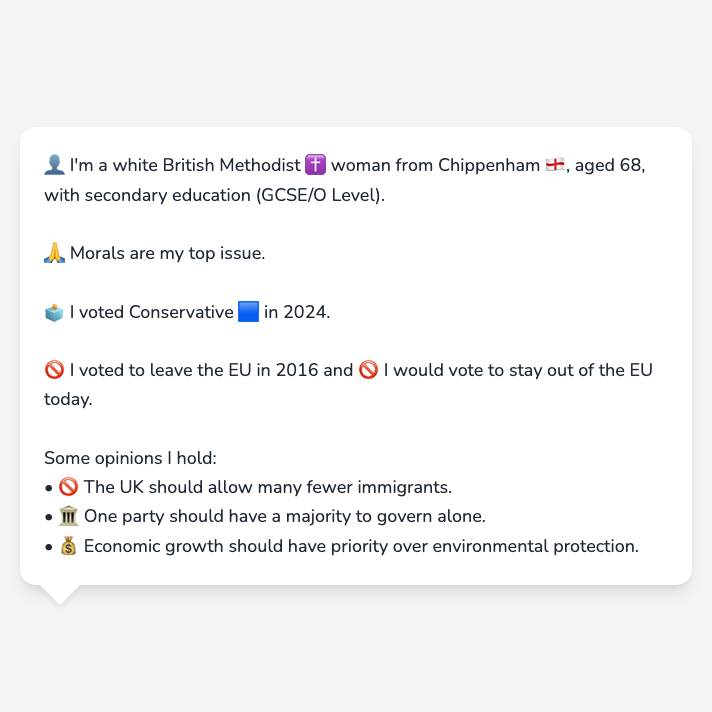 👤 I'm a white British Methodist ✝️ woman from Chippenham 🏴󠁧󠁢󠁥󠁮󠁧󠁿, aged 68,
with secondary education (GCSE/O Level).
🙏 Morals are my top issue.
🗳️ I voted Conservative 🟦 in 2024.
🚫 I voted to leave the EU in 2016 and 🚫 I would vote to stay out of the EU
today.
Some opinions I hold:
• 🚫 The UK should allow many fewer immigrants.
• 🏛️ One party should have a majority to govern alone.
• 💰 Economic growth should have priority over environmental protection.